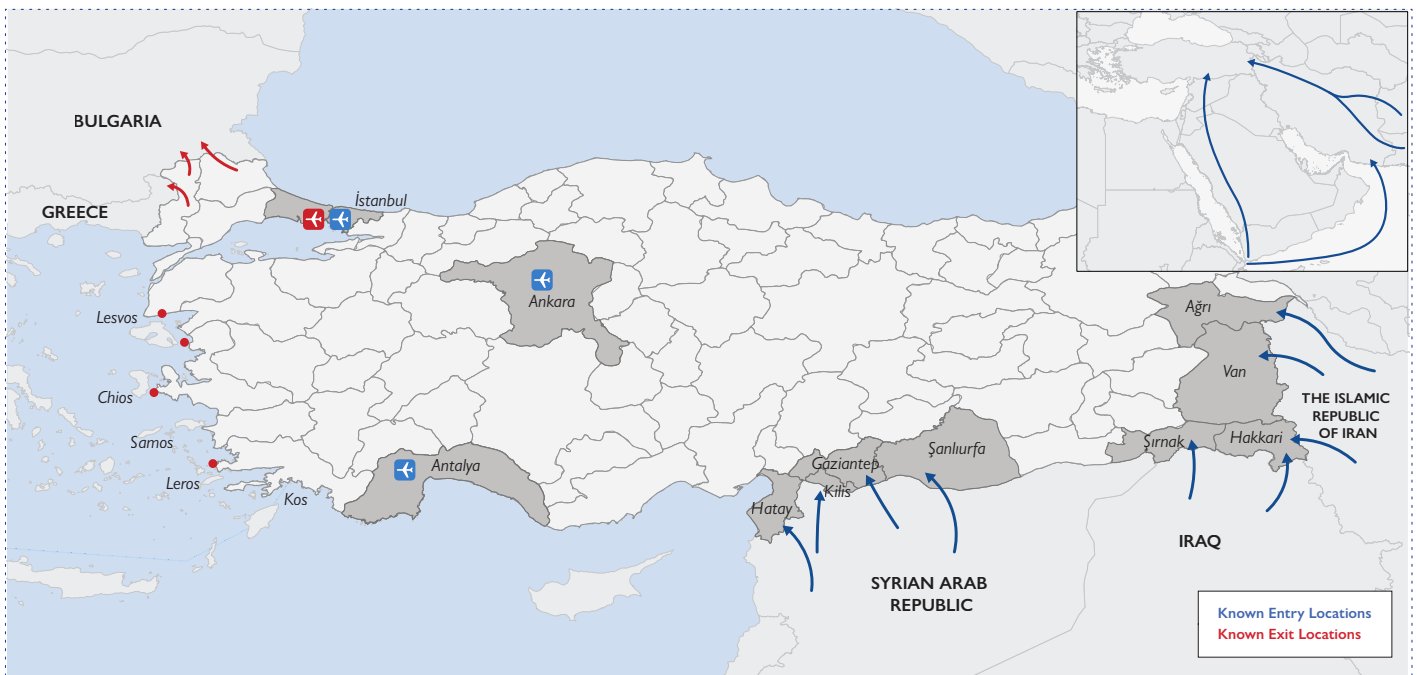 BULGARIA
GREECE
İstanbul
Ankara
Lesvos
Chios
Samos
Leros
Kos
Antalya
Hatay
Gaziantep
Kilis
Şanlıurfa
Ağrı
Van
Şırnak
Hakkari
THE ISLAMIC
REPUBLIC
OF IRAN
IRAQ
SYRIAN ARAB
REPUBLIC
Known Entry Locations
Known Exit Locations